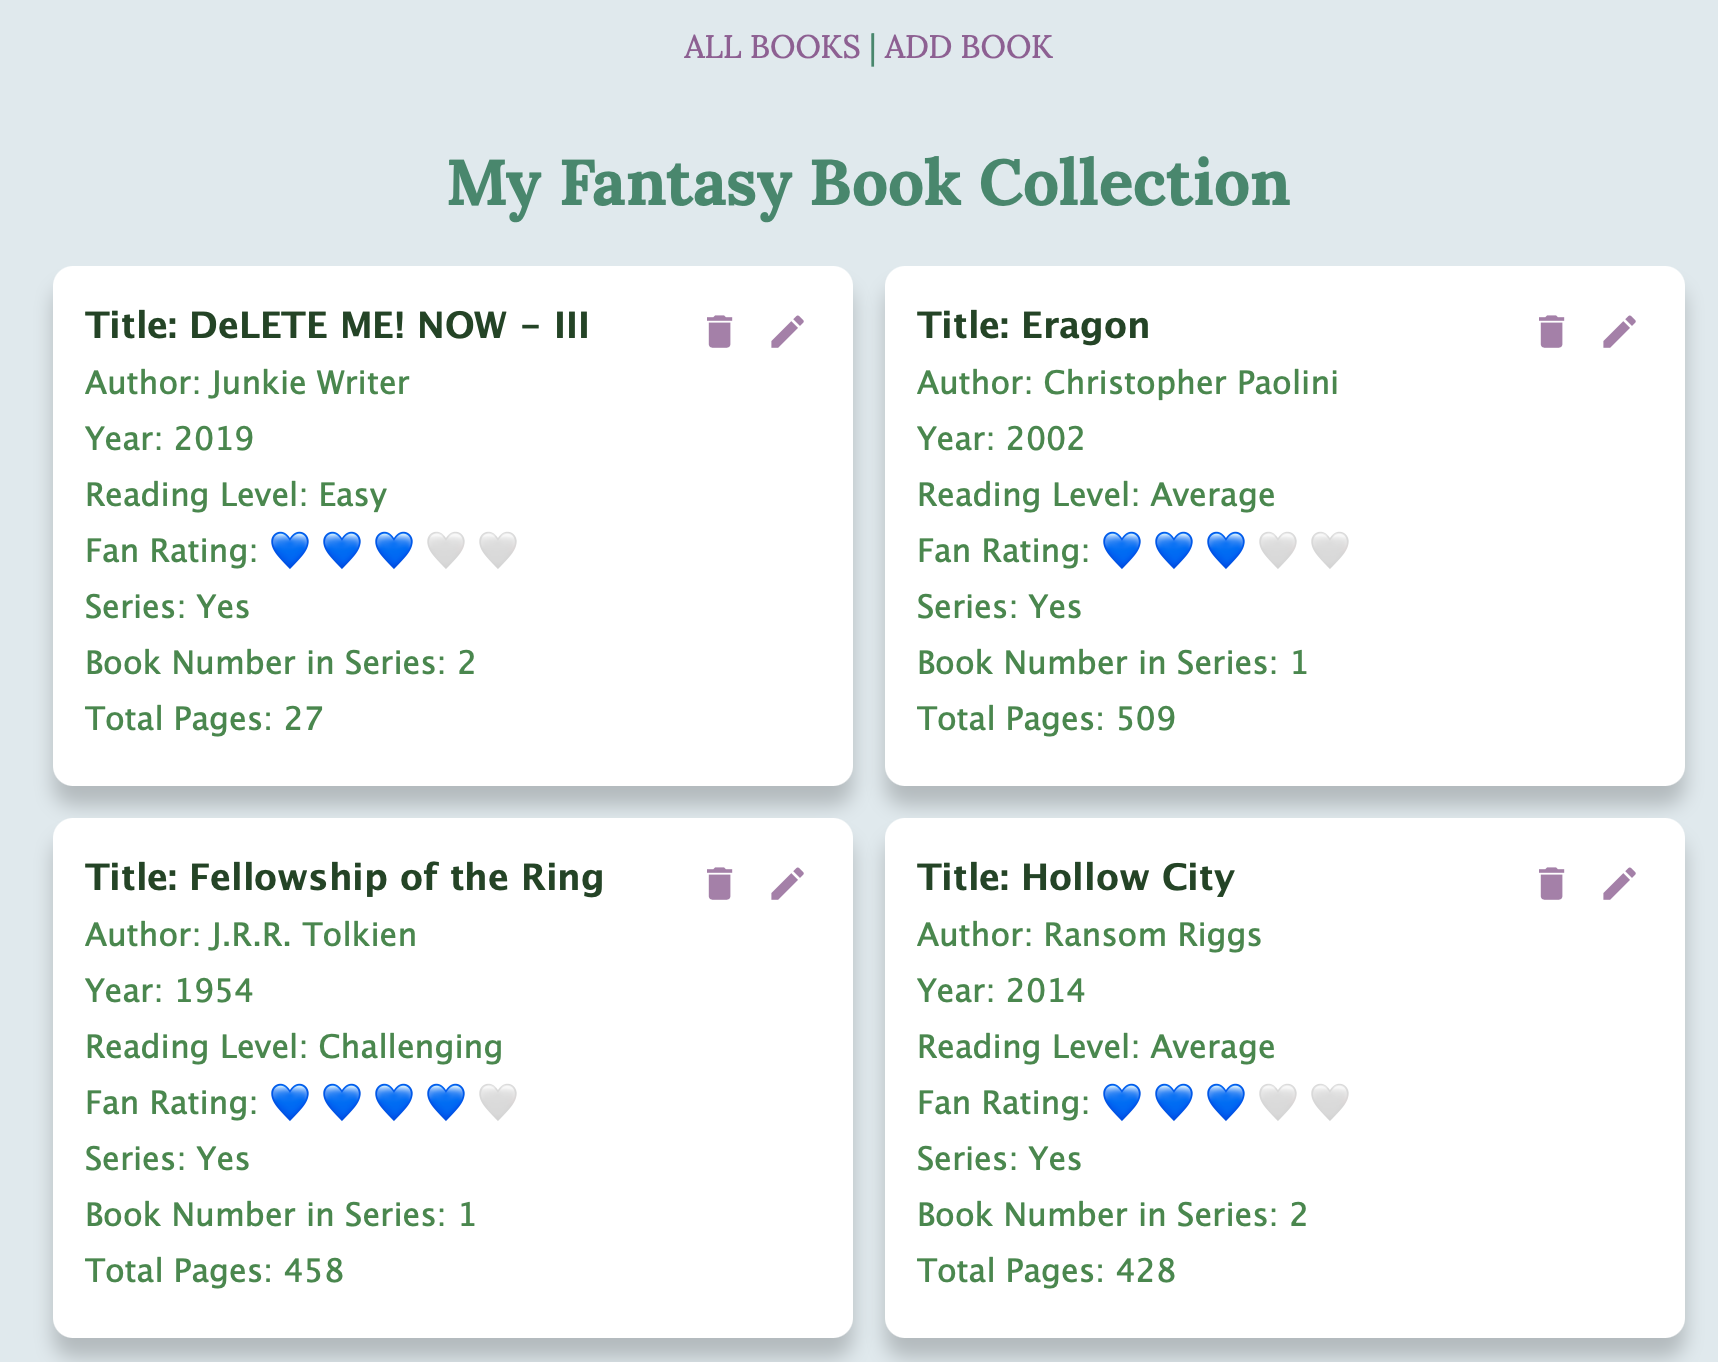 ALL BOOKS | ADD BOOK
My Fantasy Book Collection
Title: DeLETE ME! NOW - III
Author: Junkie Writer
Year: 2019
Reading Level: Easy
Fan Rating:
Series: Yes
Book Number in Series: 2
Total Pages: 27
Title: Eragon
Author: Christopher Paolini
Year: 2002
Reading Level: Average
Fan Rating:
Series: Yes
Book Number in Series: 1
Total Pages: 509
Title: Fellowship of the Ring
Author: J.R.R. Tolkien
Year: 1954
Reading Level: Challenging
Fan Rating:
Series: Yes
Book Number in Series: 1
Total Pages: 458
Title: Hollow City
Author: Ransom Riggs
Year: 2014
Reading Level: Average
Fan Rating:
Series: Yes
Book Number in Series: 2
Total Pages: 428